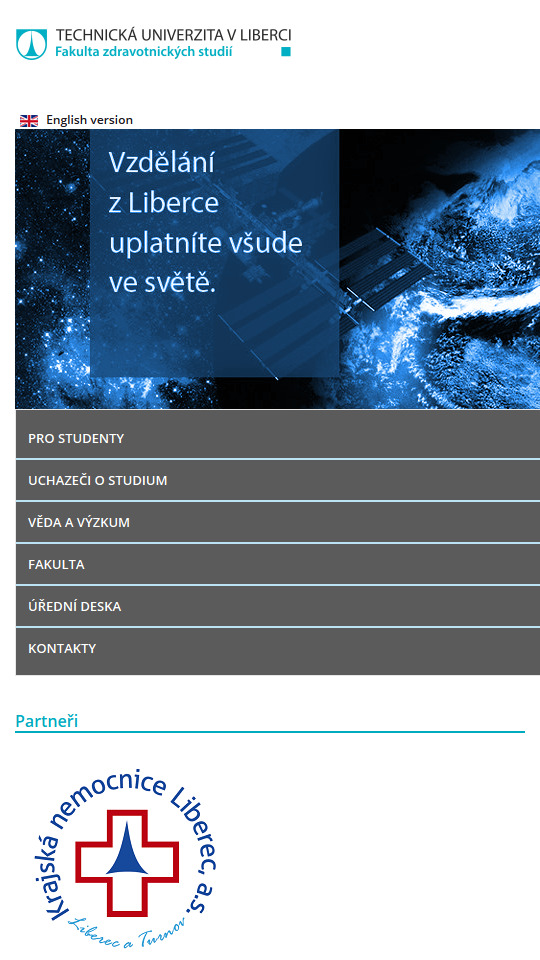 TECHNICKÁ UNIVERZITA V LIBERCI
Fakulta zdravotnických studií
English version
Vzdělání
z Liberce
uplatníte všude
ve světě.
PRO STUDENTY
UCHAZEČI O STUDIUM
VĚDA A VÝZKUM
FAKULTA
ÚŘEDNÍ DESKA
KONTAKTY
Partneři
Krajská nemocnice Liberec, a.s.
Liberec a Turnov